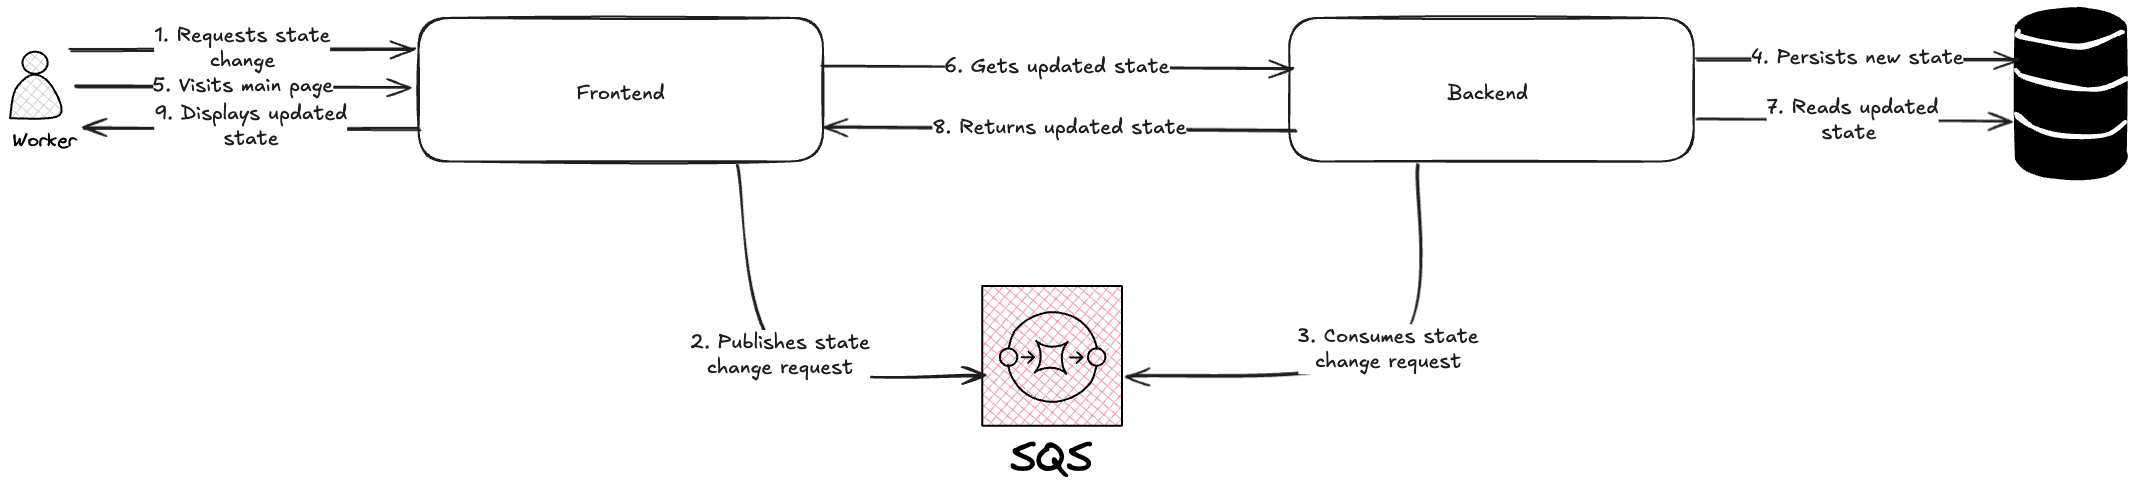 1. Requests state
change
5. Visits main page
9. Displays updated
state
Worker
Frontend
6. Gets updated state
8. Returns updated state
Backend
4. Persists new state
7. Reads updated
state
2. Publishes state
change request
3. Consumes state
change request
SQS